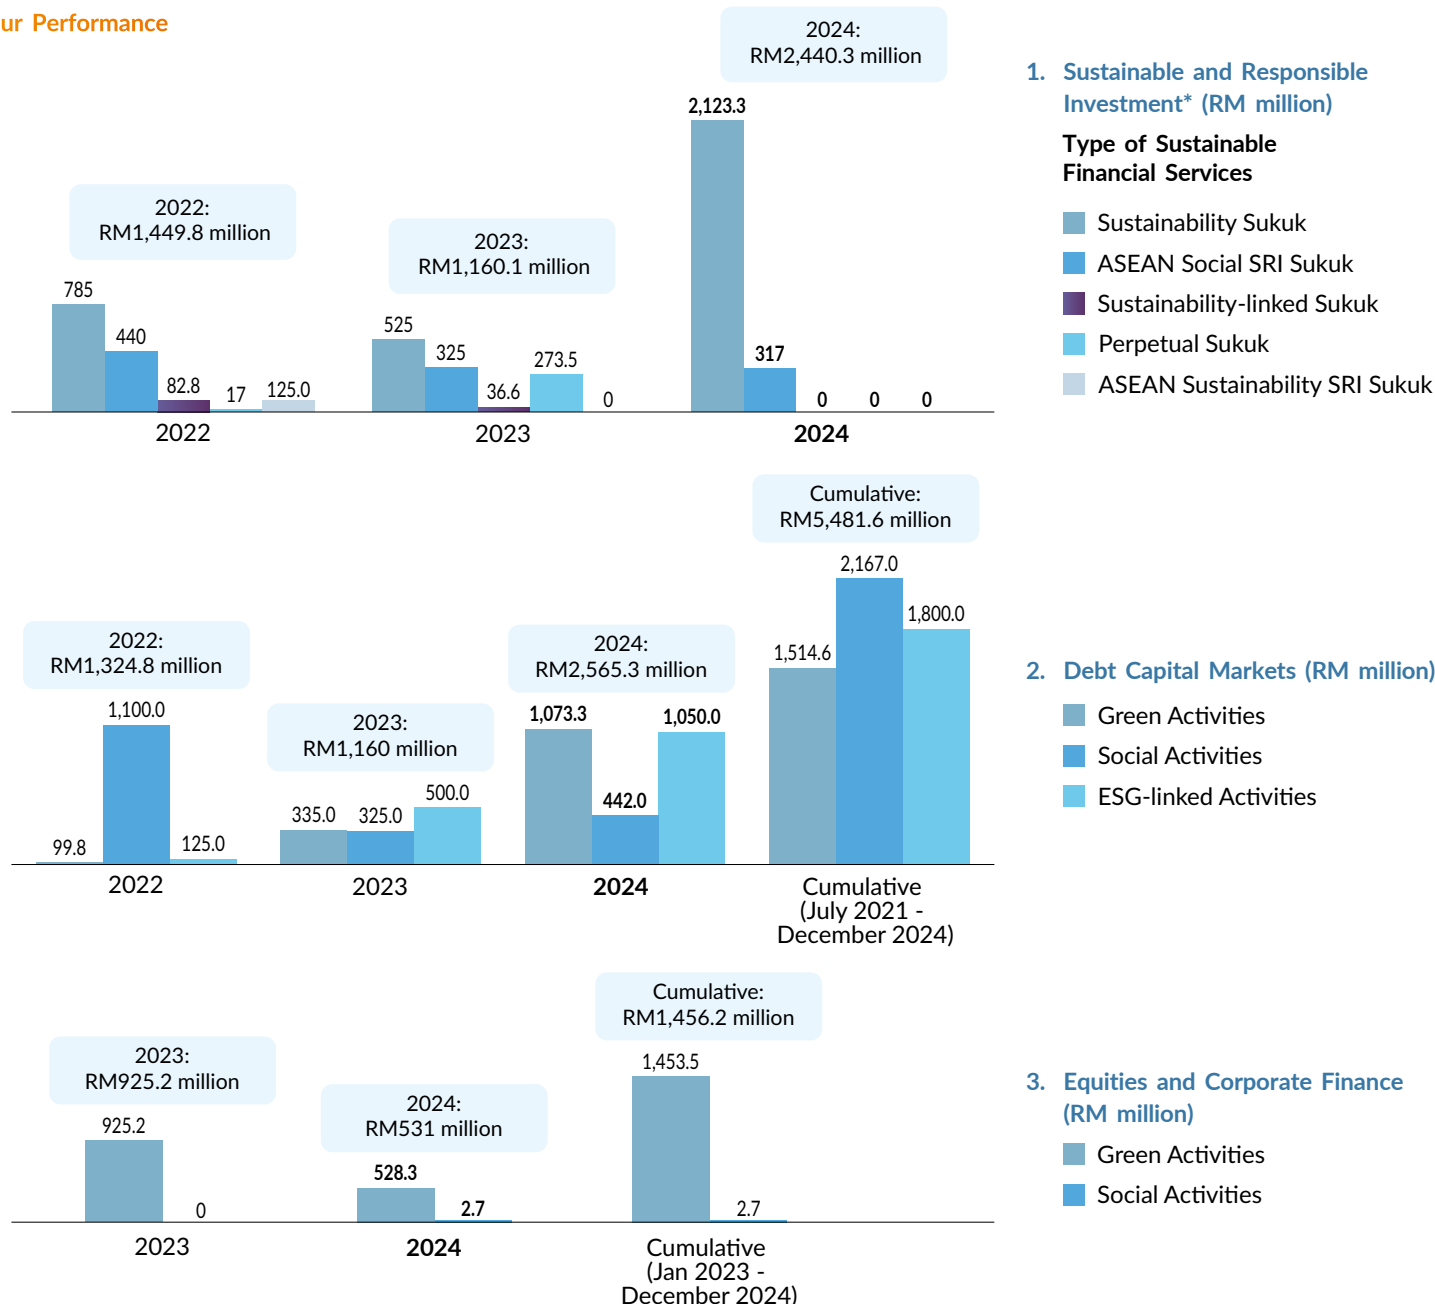 ur Performance
2024:
RM2,440.3 million
2,123.3
2022:
RM1,449.8 million
2023:
RM1,160.1 million
785
440
82.8
17
125.0
525
325
36.6
273.5
0
317
0
0
0
2022
2023
2024
1. Sustainable and Responsible
Investment* (RM million)
Type of Sustainable
Financial Services
Sustainability Sukuk
ASEAN Social SRI Sukuk
Sustainability-linked Sukuk
Perpetual Sukuk
ASEAN Sustainability SRI Sukuk
Cumulative:
RM5,481.6 million
2022:
RM1,324.8 million
2023:
RM1,160 million
2024:
RM2,565.3 million
99.8
1,100.0
125.0
335.0
325.0
500.0
1,073.3
442.0
1,050.0
1,514.6
2,167.0
1,800.0
2022
2023
2024
Cumulative
(July 2021 -
December 2024)
2. Debt Capital Markets (RM million)
Green Activities
Social Activities
ESG-linked Activities
Cumulative:
RM1,456.2 million
2023:
RM925.2 million
2024:
RM531 million
925.2
0
528.3
2.7
1,453.5
2.7
2023
2024
Cumulative
(Jan 2023 -
December 2024)
3. Equities and Corporate Finance
(RM million)
Green Activities
Social Activities